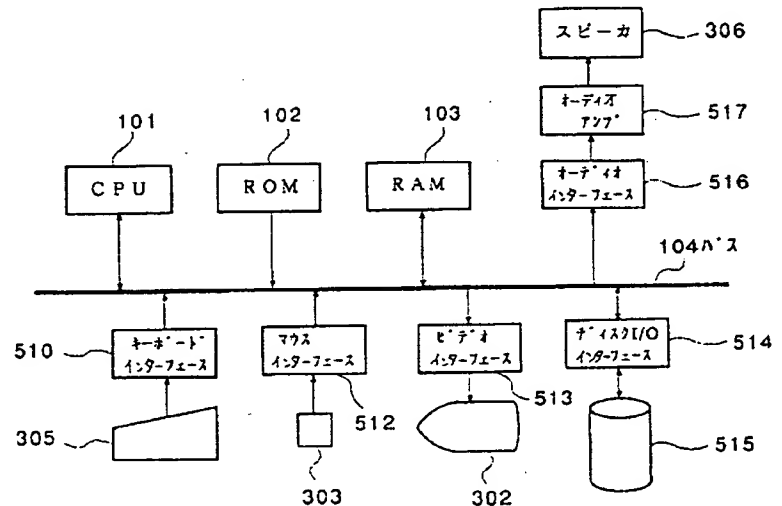 スピーカ
306
オーディオ
アンプ
517
101
102
103
CPU
ROM
RAM
オーディオ
インターフェース
516
104バス
510
キーボード
インターフェース
マウス
インターフェース
512
ビデオ
インターフェース
513
ディスクI/O
インターフェース
514
305
303
302
515